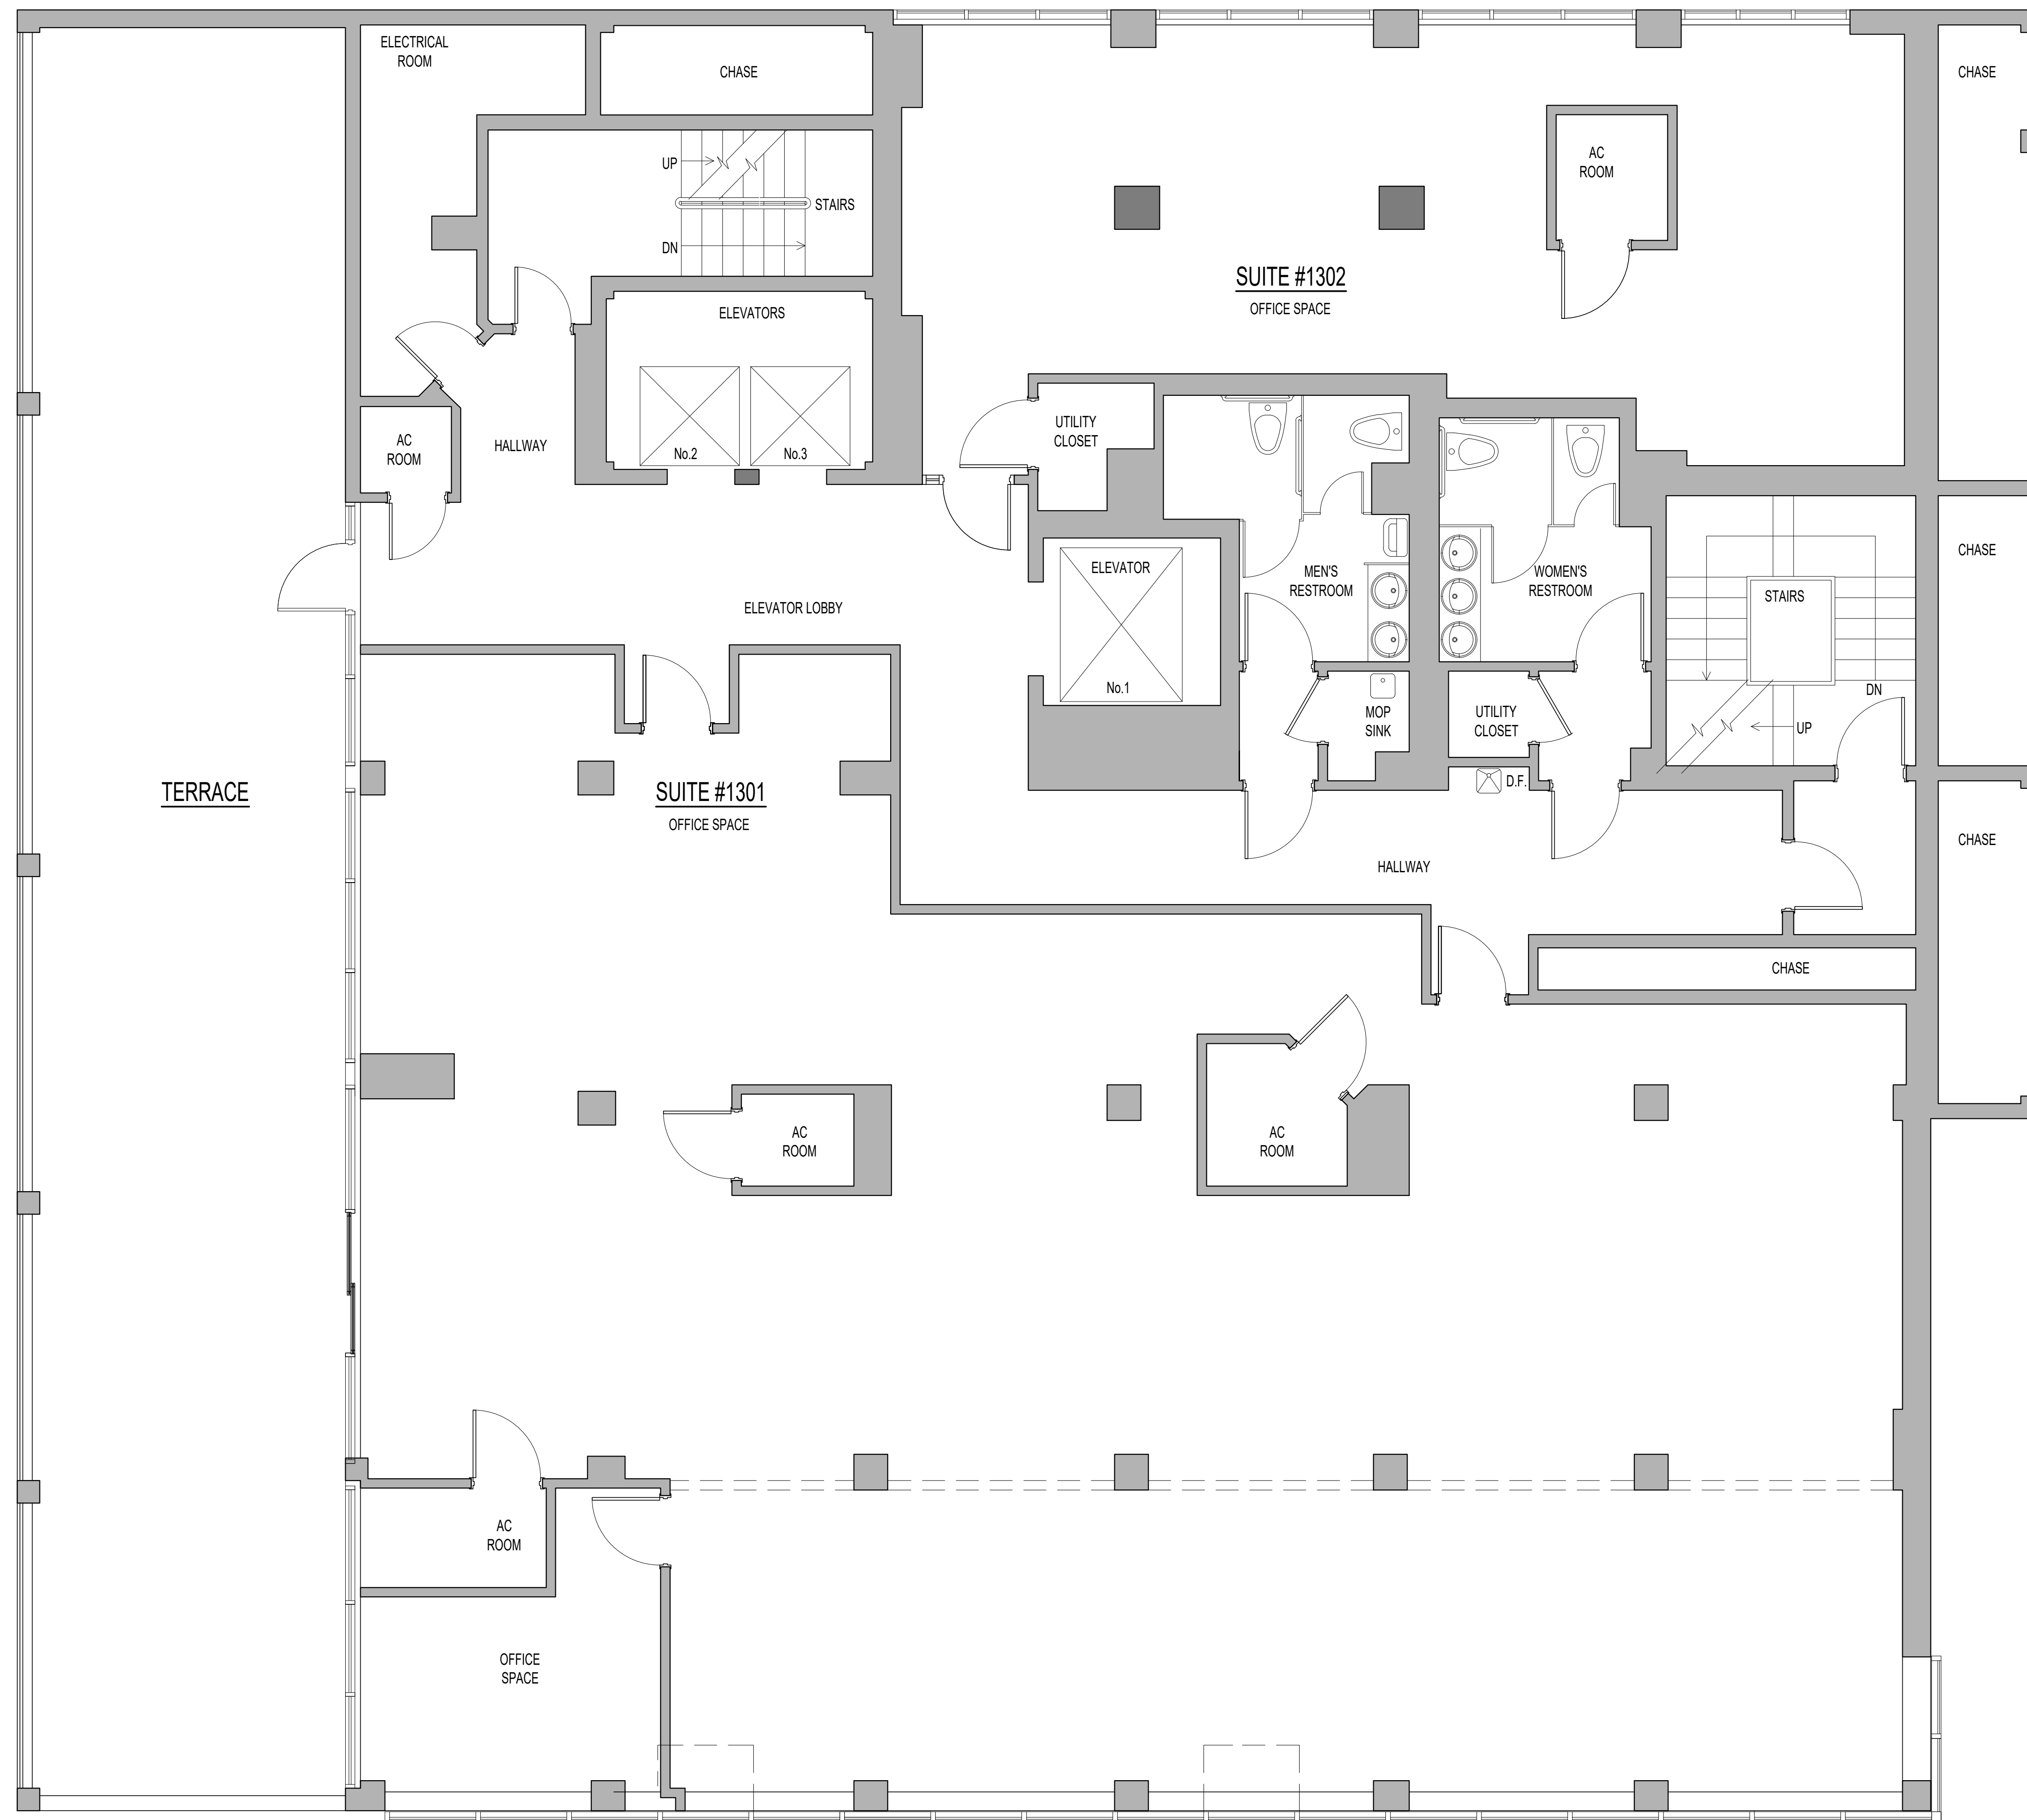 ELECTRICAL
ROOM
CHASE
CHASE
UP
STAIRS
DN
AC
ROOM
SUITE #1302
OFFICE SPACE
ELEVATORS
No.2
No.3
AC
ROOM
HALLWAY
UTILITY
CLOSET
CHASE
ELEVATOR
No.1
MEN'S
RESTROOM
WOMEN'S
RESTROOM
STAIRS
ELEVATOR LOBBY
DN
UP
MOP
SINK
UTILITY
CLOSET
D.F.
TERRACE
SUITE #1301
OFFICE SPACE
HALLWAY
CHASE
CHASE
AC
ROOM
AC
ROOM
AC
ROOM
OFFICE
SPACE